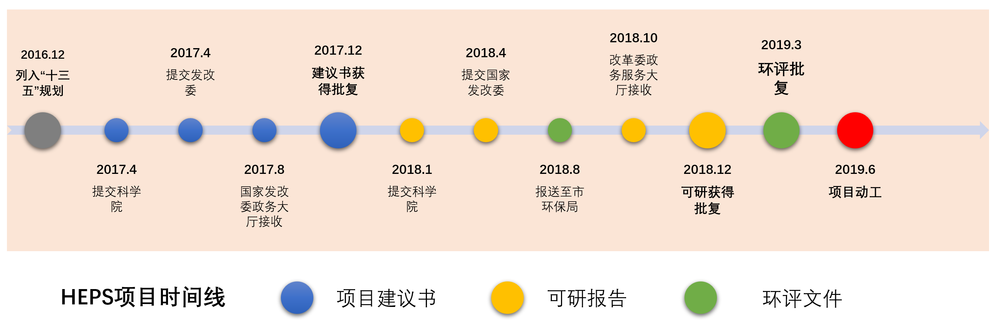 2016.12
列入“十三
五”规划
2017.4
提交科学
院
2017.4
提交发改
委
2017.8
国家发改
委政务大
厅接收
2017.12
建议书获
得批复
2018.1
提交科学
院
2018.4
提交国家
发改委
2018.8
报送至市
环保局
2018.10
改革委政
务服务大
厅接收
2018.12
可研获得
批复
2019.3
环评批
复
2019.6
项目动工
HEPS项目时间线
项目建议书
可研报告
环评文件